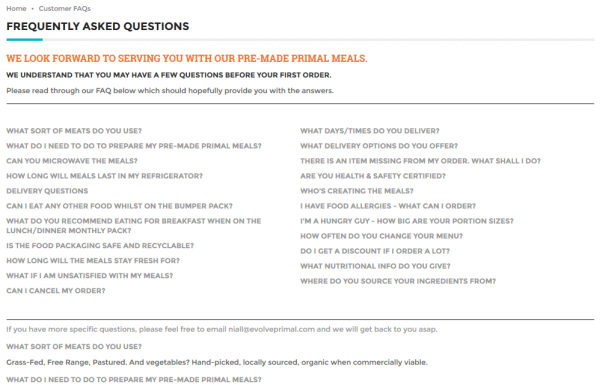 Home • Customer FAQs
FREQUENTLY ASKED QUESTIONS
WE LOOK FORWARD TO SERVING YOU WITH OUR PRE-MADE PRIMAL MEALS.
WE UNDERSTAND THAT YOU MAY HAVE A FEW QUESTIONS BEFORE YOUR FIRST ORDER.
Please read through our FAQ below which should hopefully provide you with the answers.
WHAT SORT OF MEATS DO YOU USE?
WHAT DO I NEED TO DO TO PREPARE MY PRE-MADE PRIMAL MEALS?
CAN YOU MICROWAVE THE MEALS?
HOW LONG WILL MEALS LAST IN MY REFRIGERATOR?
DELIVERY QUESTIONS
CAN I EAT ANY OTHER FOOD WHILST ON THE BUMPER PACK?
WHAT DO YOU RECOMMEND EATING FOR BREAKFAST WHEN ON THE
LUNCH/DINNER MONTHLY PACK?
IS THE FOOD PACKAGING SAFE AND RECYCLABLE?
HOW LONG WILL THE MEALS STAY FRESH FOR?
WHAT IF I AM UNSATISFIED WITH MY MEALS?
CAN I CANCEL MY ORDER?
WHAT DAYS/TIMES DO YOU DELIVER?
WHAT DELIVERY OPTIONS DO YOU OFFER?
THERE IS AN ITEM MISSING FROM MY ORDER. WHAT SHALL I DO?
ARE YOU HEALTH & SAFETY CERTIFIED?
WHO'S CREATING THE MEALS?
I HAVE FOOD ALLERGIES – WHAT CAN I ORDER?
I'M A HUNGRY GUY – HOW BIG ARE YOUR PORTION SIZES?
HOW OFTEN DO YOU CHANGE YOUR MENU?
DO I GET A DISCOUNT IF I ORDER A LOT?
WHAT NUTRITIONAL INFO DO YOU GIVE?
WHERE DO YOU SOURCE YOUR INGREDIENTS FROM?
If you have more specific questions, please feel free to email niall@evolveprimal.com and we will get back to you asap.
WHAT SORT OF MEATS DO YOU USE?
Grass-Fed, Free Range, Pastured. And vegetables? Hand-picked, locally sourced, organic when commercially viable.
WHAT DO I NEED TO DO TO PREPARE MY PRE-MADE PRIMAL MEALS?